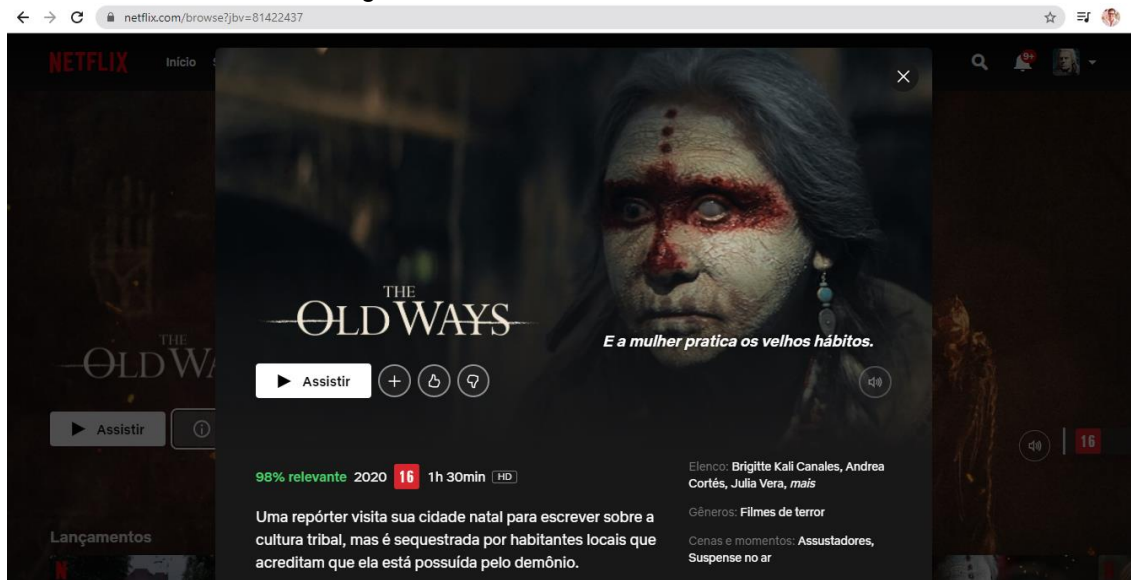 netflix.com/browse?jbv=81422437
NETFLIX Início
9+
THE
OLD WAYS
E a mulher pratica os velhos hábitos.
Assistir
98% relevante 2020 16 1h 30min HD
Uma repórter visita sua cidade natal para escrever sobre a
cultura tribal, mas é sequestrada por habitantes locais que
acreditam que ela está possuída pelo demônio.
Elenco: Brigitte Kali Canales, Andrea
Cortés, Julia Vera, mais
Gêneros: Filmes de terror
Cenas e momentos: Assustadores,
Suspense no ar
THE
OLD WA
Assistir
16
Lançamentos
N